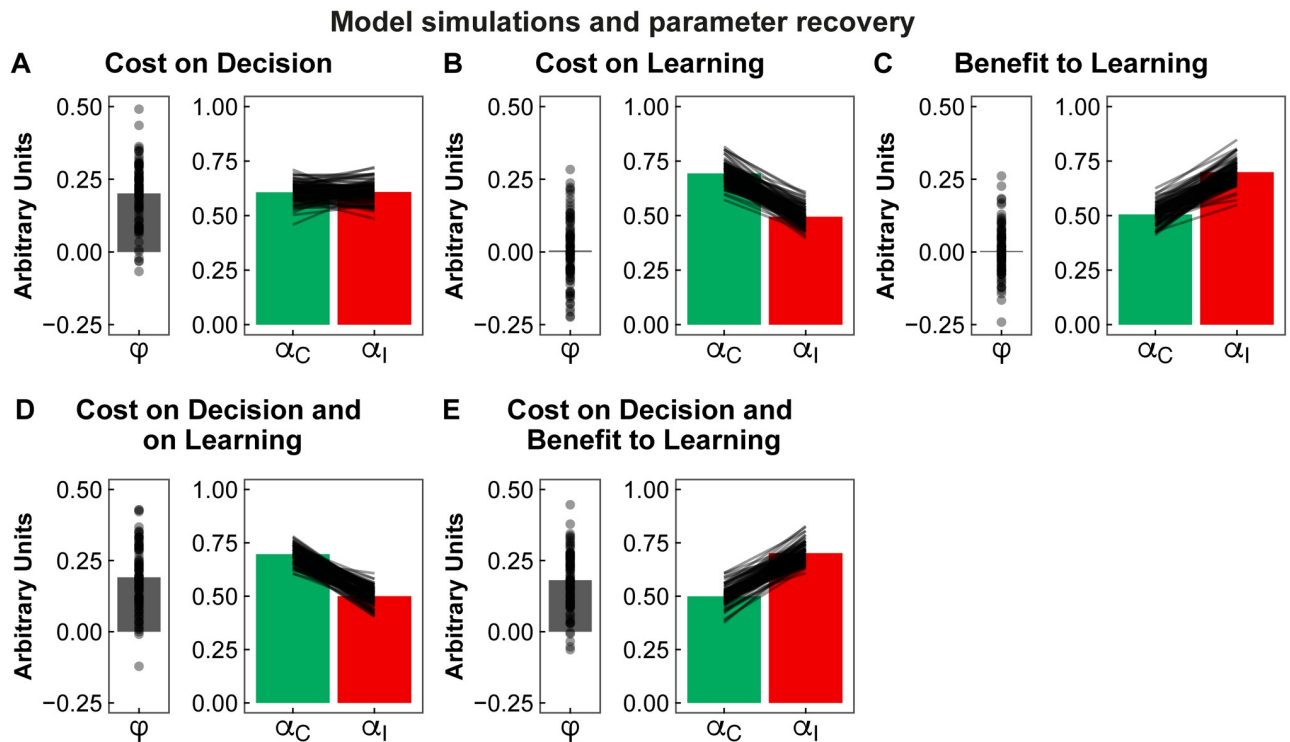 Model simulations and parameter recovery
A Cost on Decision
Arbitrary Units
0.50
0.25
0.00
−0.25
φ
1.00
0.75
0.50
0.25
0.00
αC αI
B Cost on Learning
Arbitrary Units
0.50
0.25
0.00
−0.25
φ
1.00
0.75
0.50
0.25
0.00
αC αI
C Benefit to Learning
Arbitrary Units
0.50
0.25
0.00
−0.25
φ
1.00
0.75
0.50
0.25
0.00
αC αI
D Cost on Decision and
on Learning
Arbitrary Units
0.50
0.25
0.00
−0.25
φ
1.00
0.75
0.50
0.25
0.00
αC αI
E Cost on Decision and
Benefit to Learning
Arbitrary Units
0.50
0.25
0.00
−0.25
φ
1.00
0.75
0.50
0.25
0.00
αC αI